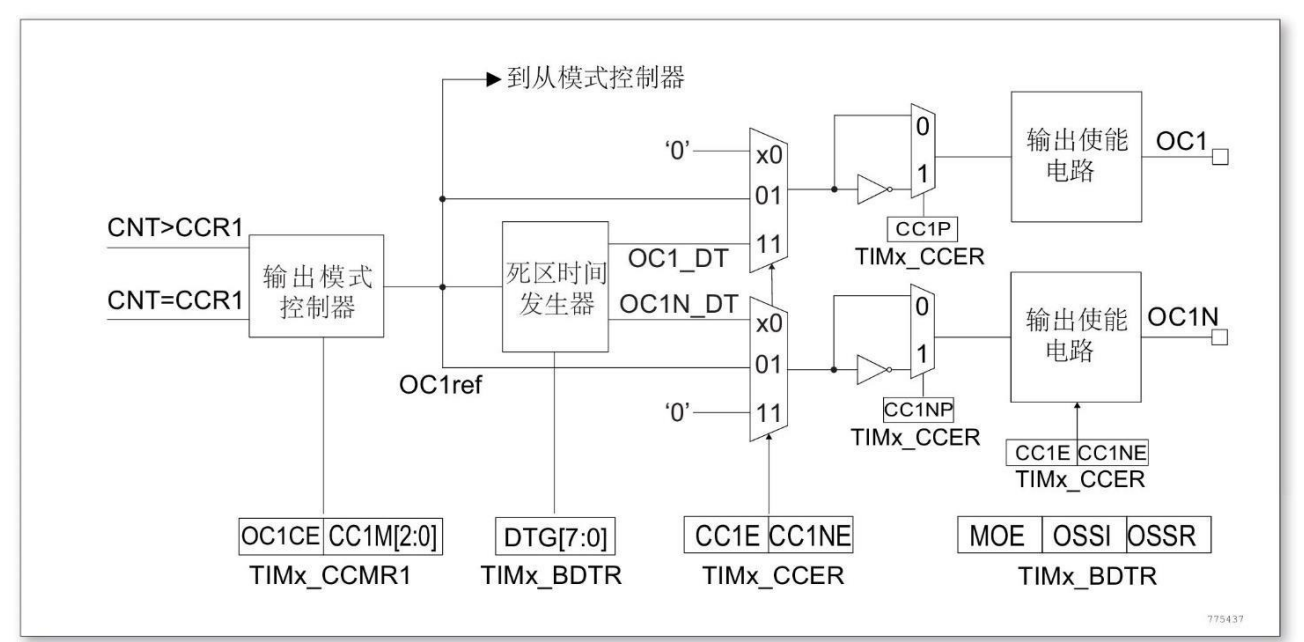 到从模式控制器
'0'
x0
01
11
0
1
CC1P
TIMx_CCER
输出使能
电路
OC1
CNT>CCR1
CNT=CCR1
输出模式
控制器
OC1ref
死区时间
发生器
OC1_DT
OC1N_DT
x0
01
11
'0'
0
1
CC1NP
TIMx_CCER
输出使能
电路
OC1N
CC1E CC1NE
TIMx_CCER
OC1CE CC1M[2:0]
TIMx_CCMR1
DTG[7:0]
TIMx_BDTR
CC1E CC1NE
TIMx_CCER
MOE OSSI OSSR
TIMx_BDTR
775437